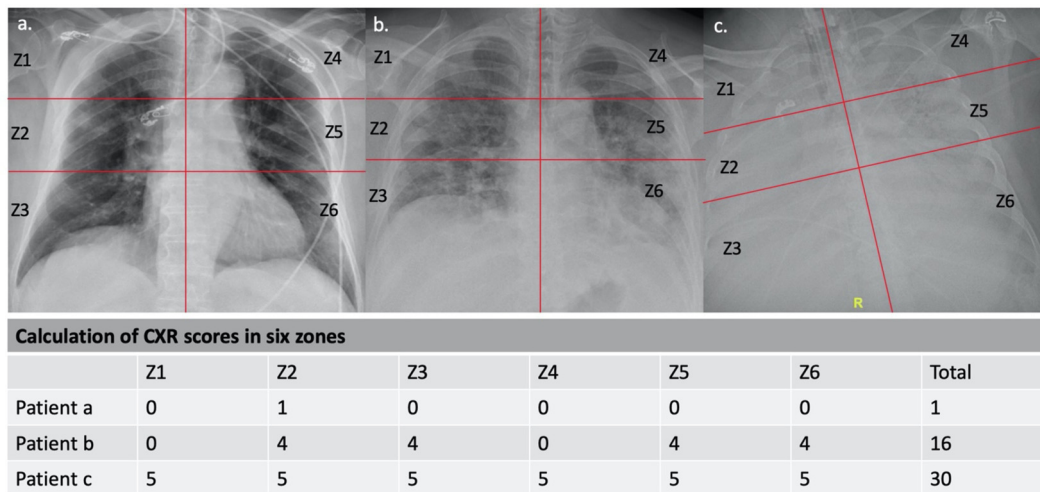 a.
b.
c.
Z1
Z4
Z1
Z4
Z4
Z1
Z2
Z5
Z2
Z5
Z5
Z2
Z3
Z6
Z3
Z6
Z6
Z3
R
Calculation of CXR scores in six zones
Z1 Z2 Z3 Z4 Z5 Z6 Total
Patient a 0 1 0 0 0 0 1
Patient b 0 4 4 0 4 4 16
Patient c 5 5 5 5 5 5 30